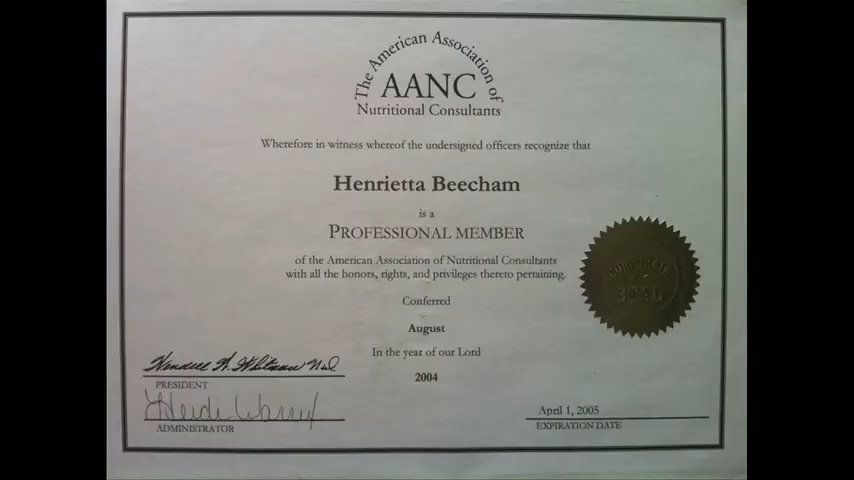 The American Association of
AANC
Nutritional Consultants
Wherefore in witness whereof the undersigned officers recognize that
Henrietta Beecham
is a
PROFESSIONAL MEMBER
of the American Association of Nutritional Consultants
with all the honors, rights, and privileges thereto pertaining.
Conferred
August
In the year of our Lord
2004
PRESIDENT
ADMINISTRATOR
April 1, 2005
EXPIRATION DATE
CORPORATE